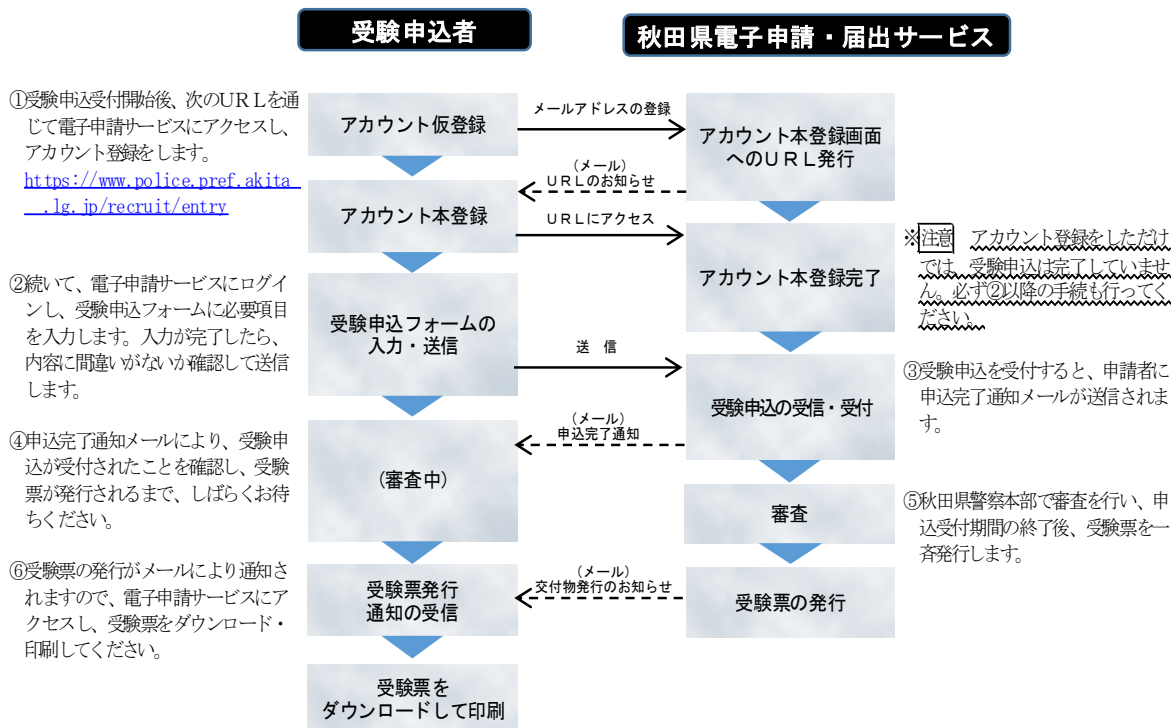 受験申込者
秋田県電子申請・届出サービス
①受験申込受付開始後、次のURLを通
じて電子申請サービスにアクセスし、
アカウント登録をします。
https://www.police.pref.akita
.lg.jp/recruit/entry
アカウント仮登録
メールアドレスの登録
アカウント本登録画面
へのURL発行
(メール)
URLのお知らせ
アカウント本登録
URLにアクセス
アカウント本登録完了
※注意 アカウント登録をしただけ
では、受験申込は完了していませ
ん。必ず②以降の手続も行ってく
ださい。
②続いて、電子申請サービスにログイ
ンし、受験申込フォームに必要項目
を入力します。入力が完了したら、
内容に間違いがないか確認して送信
します。
受験申込フォームの
入力・送信
送 信
受験申込の受信・受付
③受験申込を受付すると、申請者に
申込完了通知メールが送信されま
す。
(メール)
申込完了通知
④申込完了通知メールにより、受験申
込が受付されたことを確認し、受験
票が発行されるまで、しばらくお待
ちください。
(審査中)
審査
⑤秋田県警察本部で審査を行い、申
込受付期間の終了後、受験票を一
斉発行します。
⑥受験票の発行がメールにより通知さ
れますので、電子申請サービスにア
クセスし、受験票をダウンロード・
印刷してください。
受験票発行
通知の受信
(メール)
交付物発行のお知らせ
受験票の発行
受験票を
ダウンロードして印刷